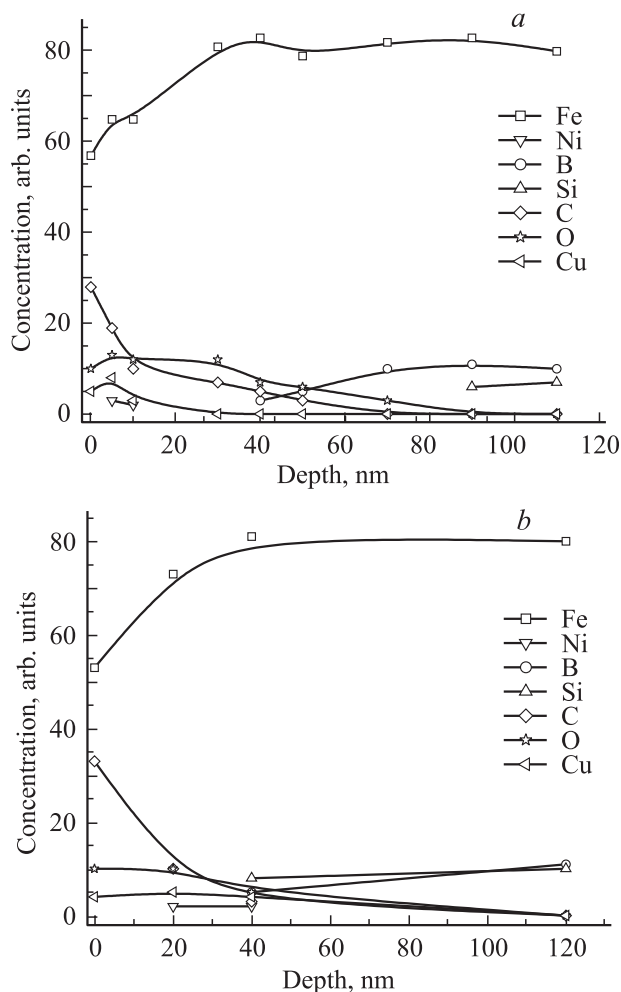 a
Concentration, arb. units
80
60
40
20
0
Fe
Ni
B
Si
C
O
Cu
0 20 40 60 80 100 120
Depth, nm
b
Concentration, arb. units
80
60
40
20
0
Fe
Ni
B
Si
C
O
Cu
0 20 40 60 80 100 120
Depth, nm